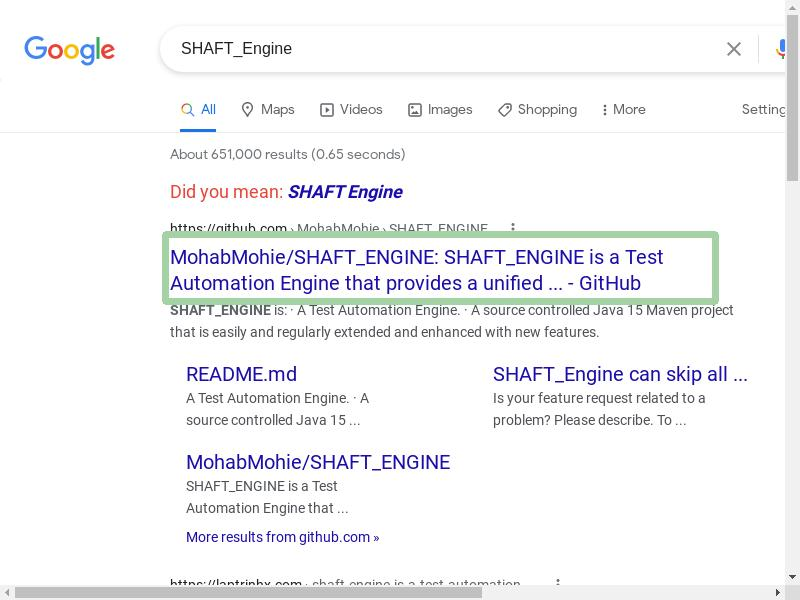 Google
SHAFT_Engine
All Maps Videos Images Shopping More Setting
About 651,000 results (0.65 seconds)
Did you mean: SHAFT Engine
https://github.com › MohabMohie › SHAFT_ENGINE
MohabMohie/SHAFT_ENGINE: SHAFT_ENGINE is a Test
Automation Engine that provides a unified ... - GitHub
SHAFT_ENGINE is: · A Test Automation Engine. · A source controlled Java 15 Maven project
that is easily and regularly extended and enhanced with new features.
README.md
A Test Automation Engine. · A
source controlled Java 15 ...
SHAFT_Engine can skip all ...
Is your feature request related to a
problem? Please describe. To ...
MohabMohie/SHAFT_ENGINE
SHAFT_ENGINE is a Test
Automation Engine that ...
More results from github.com »
https://laptrinhx.com › shaft-engine-is-a-test-automation...